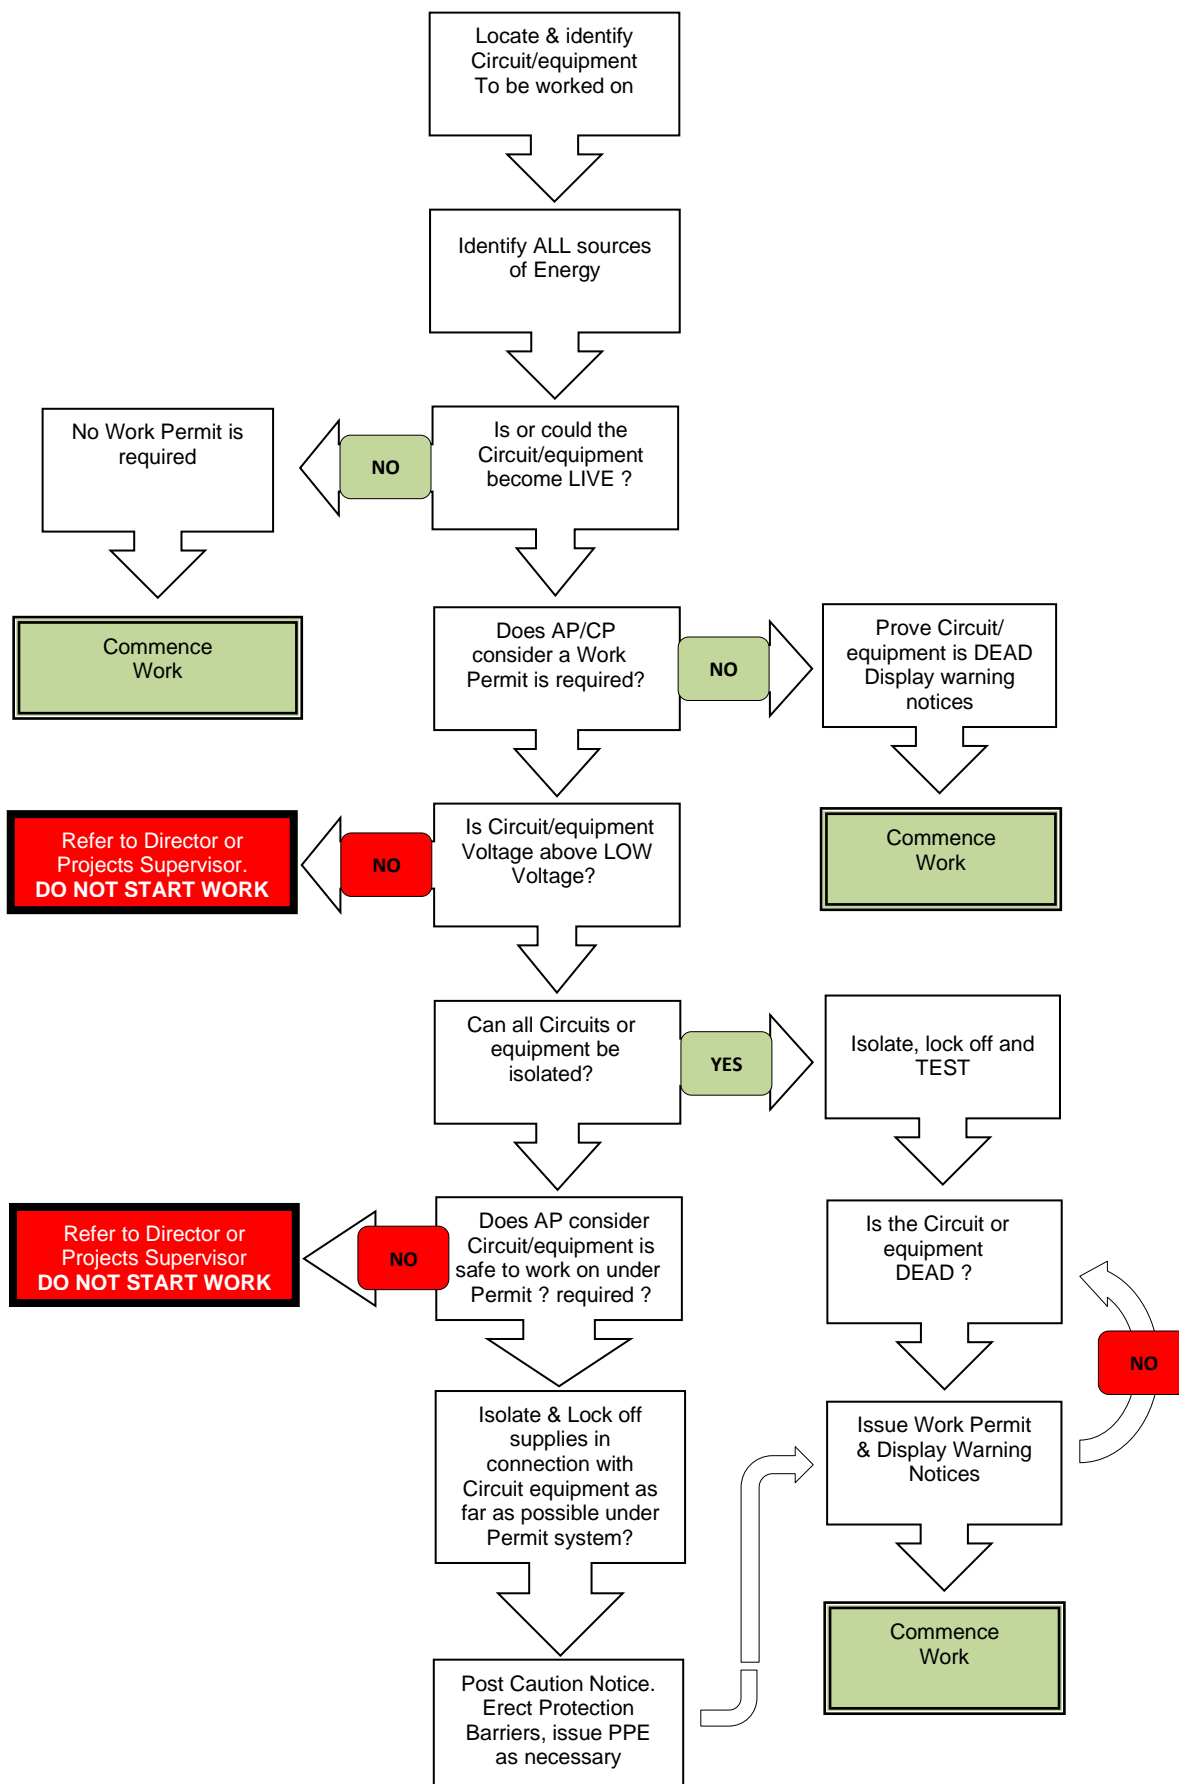 Locate & identify
Circuit/equipment
To be worked on
Identify ALL sources
of Energy
No Work Permit is
required
NO
Is or could the
Circuit/equipment
become LIVE ?
Commence
Work
Does AP/CP
consider a Work
Permit is required?
NO
Prove Circuit/
equipment is DEAD
Display warning
notices
Refer to Director or
Projects Supervisor.
DO NOT START WORK
NO
Is Circuit/equipment
Voltage above LOW
Voltage?
Commence
Work
Can all Circuits or
equipment be
isolated?
YES
Isolate, lock off and
TEST
Refer to Director or
Projects Supervisor
DO NOT START WORK
NO
Does AP consider
Circuit/equipment is
safe to work on under
Permit ? required ?
Is the Circuit or
equipment
DEAD ?
NO
Isolate & Lock off
supplies in
connection with
Circuit equipment as
far as possible under
Permit system?
Issue Work Permit
& Display Warning
Notices
Commence
Work
Post Caution Notice.
Erect Protection
Barriers, issue PPE
as necessary